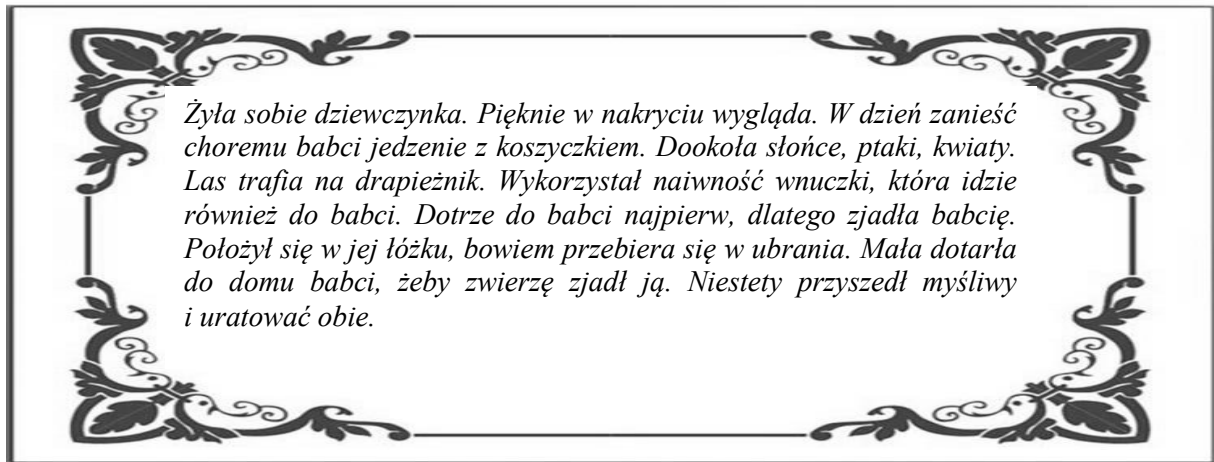 Żyła sobie dziewczynka. Pięknie w nakryciu wygląda. W dzień zanieść
choremu babci jedzenie z koszyczkiem. Dookoła słońce, ptaki, kwiaty.
Las trafia na drapieżnik. Wykorzystał naiwność wnuczki, która idzie
również do babci. Dotrze do babci najpierw, dlatego zjadła babcię.
Położył się w jej łóżku, bowiem przebiera się w ubrania. Mała dotarła
do domu babci, żeby zwierzę zjadł ją. Niestety przyszedł myśliwy
i uratować obie.